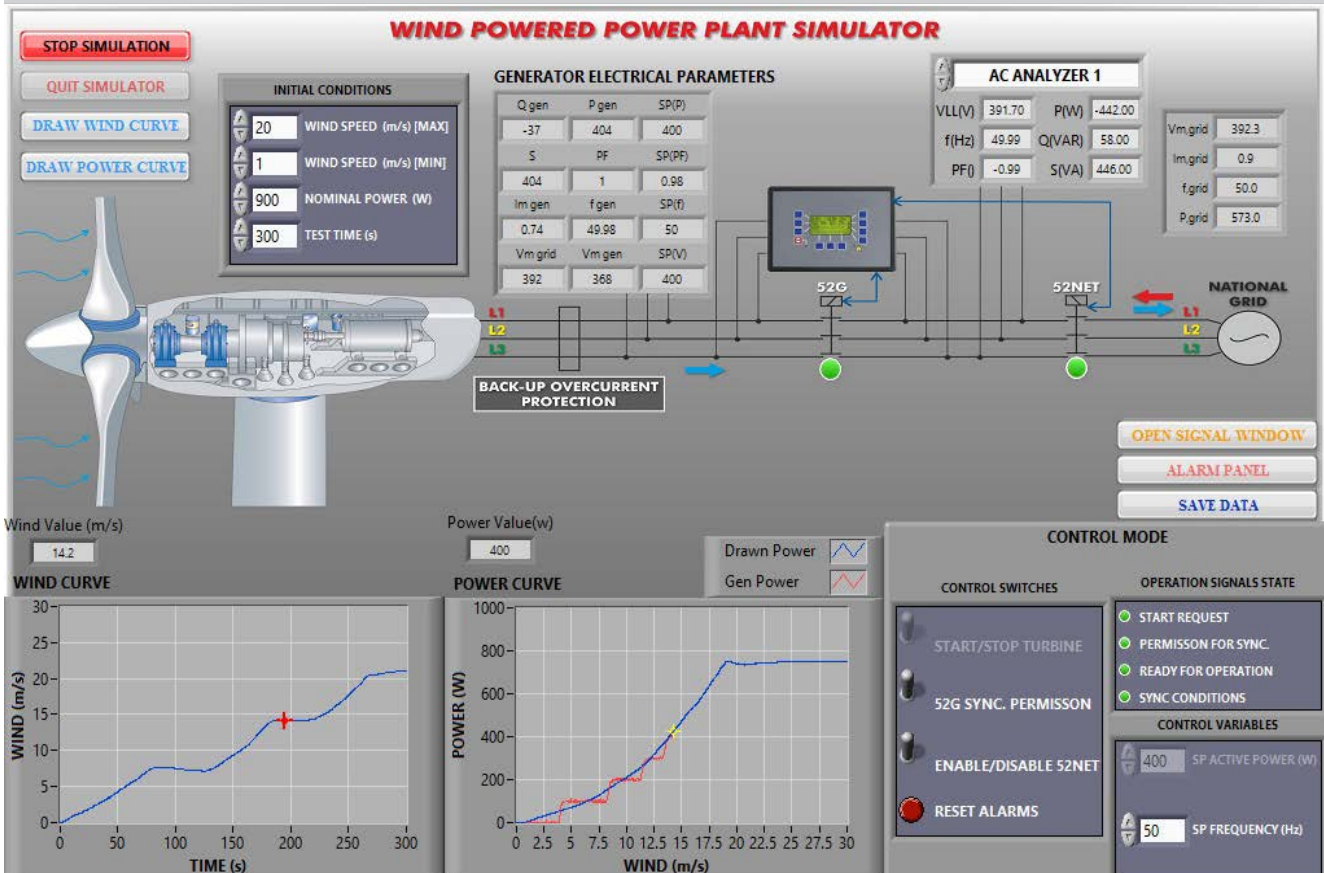 WIND POWERED POWER PLANT SIMULATOR
STOP SIMULATION
QUIT SIMULATOR
DRAW WIND CURVE
DRAW POWER CURVE
INITIAL CONDITIONS
20 WIND SPEED (m/s) [MAX]
1 WIND SPEED (m/s) [MIN]
900 NOMINAL POWER (W)
300 TEST TIME (s)
GENERATOR ELECTRICAL PARAMETERS
Q gen P gen SP(P)
-37 404 400
S PF SP(PF)
404 1 0.98
Im gen f gen SP(f)
0.74 49.98 50
Vm grid Vm gen SP(V)
392 368 400
AC ANALYZER 1
VLL(V) 391.70 P(W) -442.00
f(Hz) 49.99 Q(VAR) 58.00
PF() -0.99 S(VA) 446.00
Vm,grid 392.3
Im,grid 0.9
f,grid 50.0
P,grid 573.0
52G
52NET
NATIONAL
GRID
L1
L2
L3
L1
L2
L3
BACK-UP OVERCURRENT
PROTECTION
OPEN SIGNAL WINDOW
ALARM PANEL
SAVE DATA
Wind Value (m/s)
14.2
WIND CURVE
30
25
20
15
10
5
0
WIND (m/s)
0 50 100 150 200 250 300
TIME (s)
Power Value(w)
400
POWER CURVE
Drawn Power
Gen Power
1000
800
600
400
200
0
POWER (W)
0 2.5 5 7.5 10 12.5 15 17.5 20 22.5 25 27.5 30
WIND (m/s)
CONTROL MODE
CONTROL SWITCHES
START/STOP TURBINE
52G SYNC. PERMISSON
ENABLE/DISABLE 52NET
RESET ALARMS
OPERATION SIGNALS STATE
START REQUEST
PERMISSON FOR SYNC.
READY FOR OPERATION
SYNC CONDITIONS
CONTROL VARIABLES
400 SP ACTIVE POWER (W)
50 SP FREQUENCY (Hz)